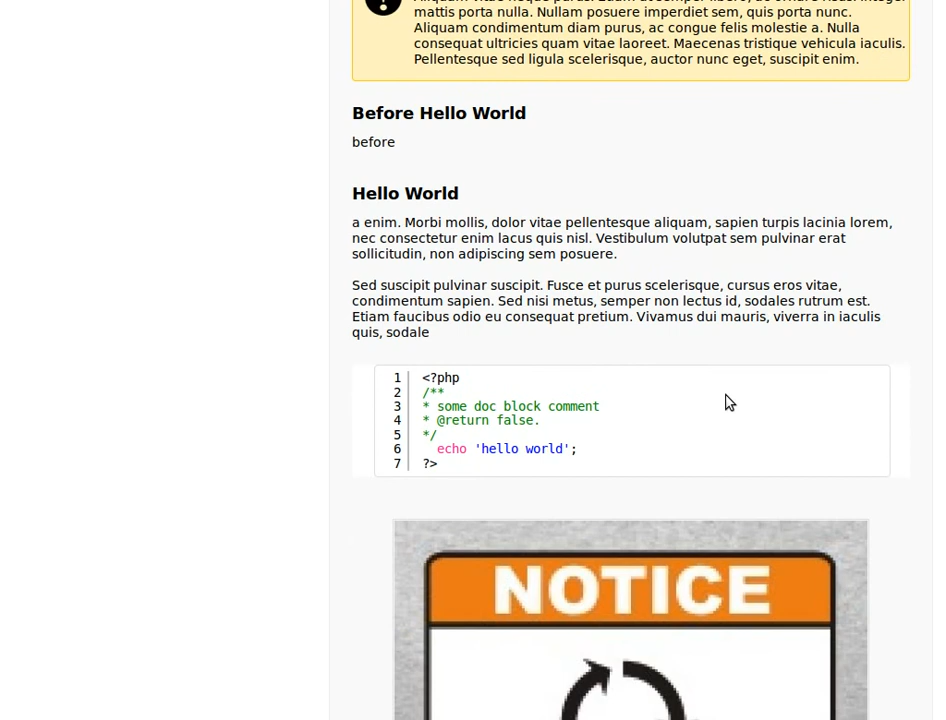 mattis porta nulla. Nullam posuere imperdiet sem, quis porta nunc.
Aliquam condimentum diam purus, ac congue felis molestie a. Nulla
consequat ultricies quam vitae laoreet. Maecenas tristique vehicula iaculis.
Pellentesque sed ligula scelerisque, auctor nunc eget, suscipit enim.
Before Hello World
before
Hello World
a enim. Morbi mollis, dolor vitae pellentesque aliquam, sapien turpis lacinia lorem,
nec consectetur enim lacus quis nisl. Vestibulum volutpat sem pulvinar erat
sollicitudin, non adipiscing sem posuere.
Sed suscipit pulvinar suscipit. Fusce et purus scelerisque, cursus eros vitae,
condimentum sapien. Sed nisi metus, semper non lectus id, sodales rutrum est.
Etiam faucibus odio eu consequat pretium. Vivamus dui mauris, viverra in iaculis
quis, sodale
1 <?php
2 /**
3 * some doc block comment
4 * @return false.
5 */
6 echo 'hello world';
7 ?>
NOTICE